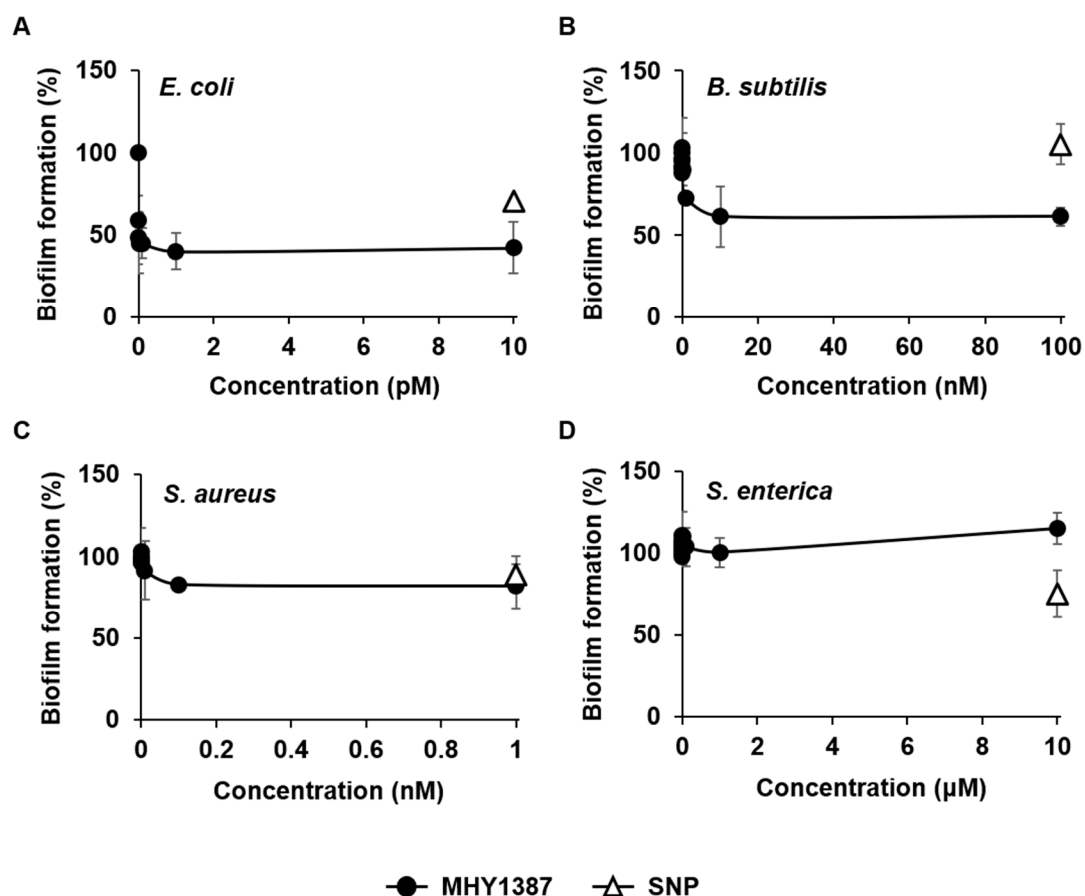 A
B
150
100
50
0
Biofilm formation (%)
E. coli
0 2 4 6 8 10
Concentration (pM)
150
100
50
0
Biofilm formation (%)
B. subtilis
0 20 40 60 80 100
Concentration (nM)
C
D
150
100
50
0
Biofilm formation (%)
S. aureus
0 0.2 0.4 0.6 0.8 1
Concentration (nM)
150
100
50
0
Biofilm formation (%)
S. enterica
0 2 4 6 8 10
Concentration (µM)
MHY1387 SNP